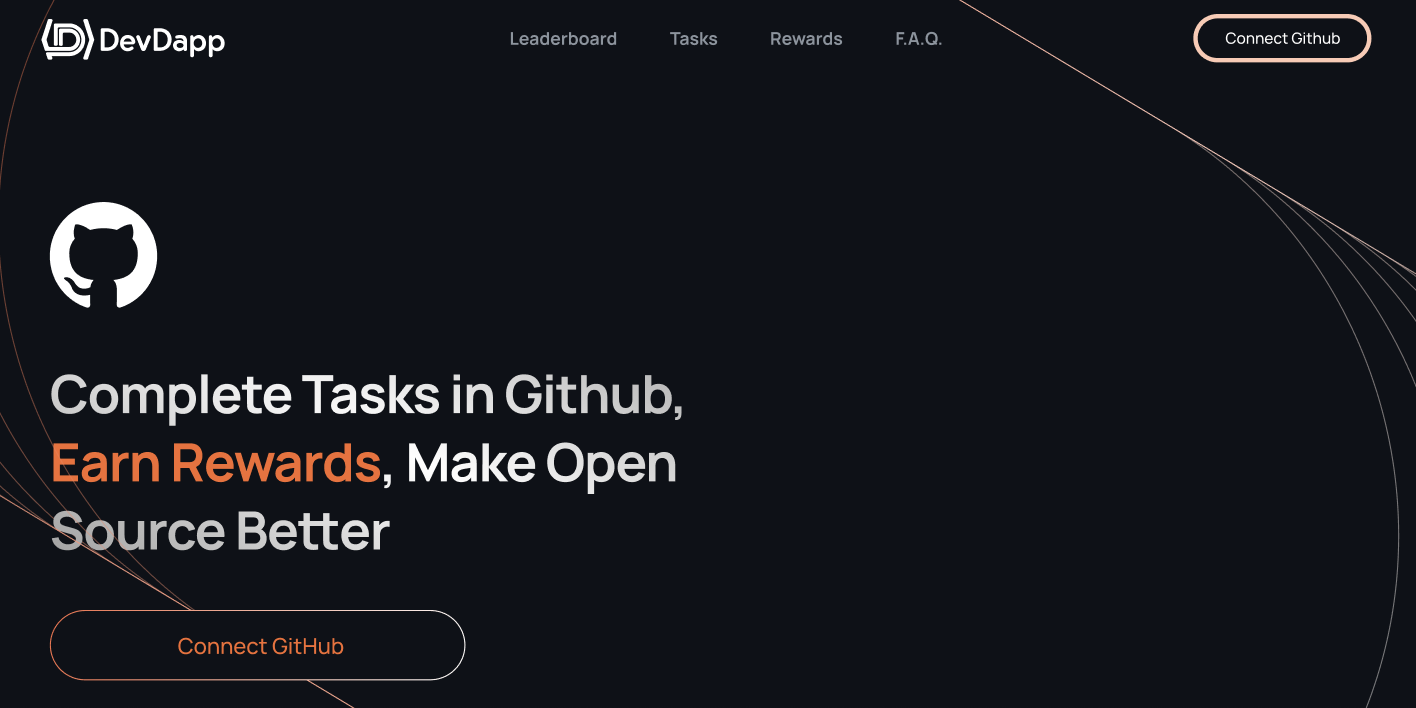 DevDapp
Leaderboard
Tasks
Rewards
F.A.Q.
Connect Github
Complete Tasks in Github,
Earn Rewards, Make Open
Source Better
Connect GitHub